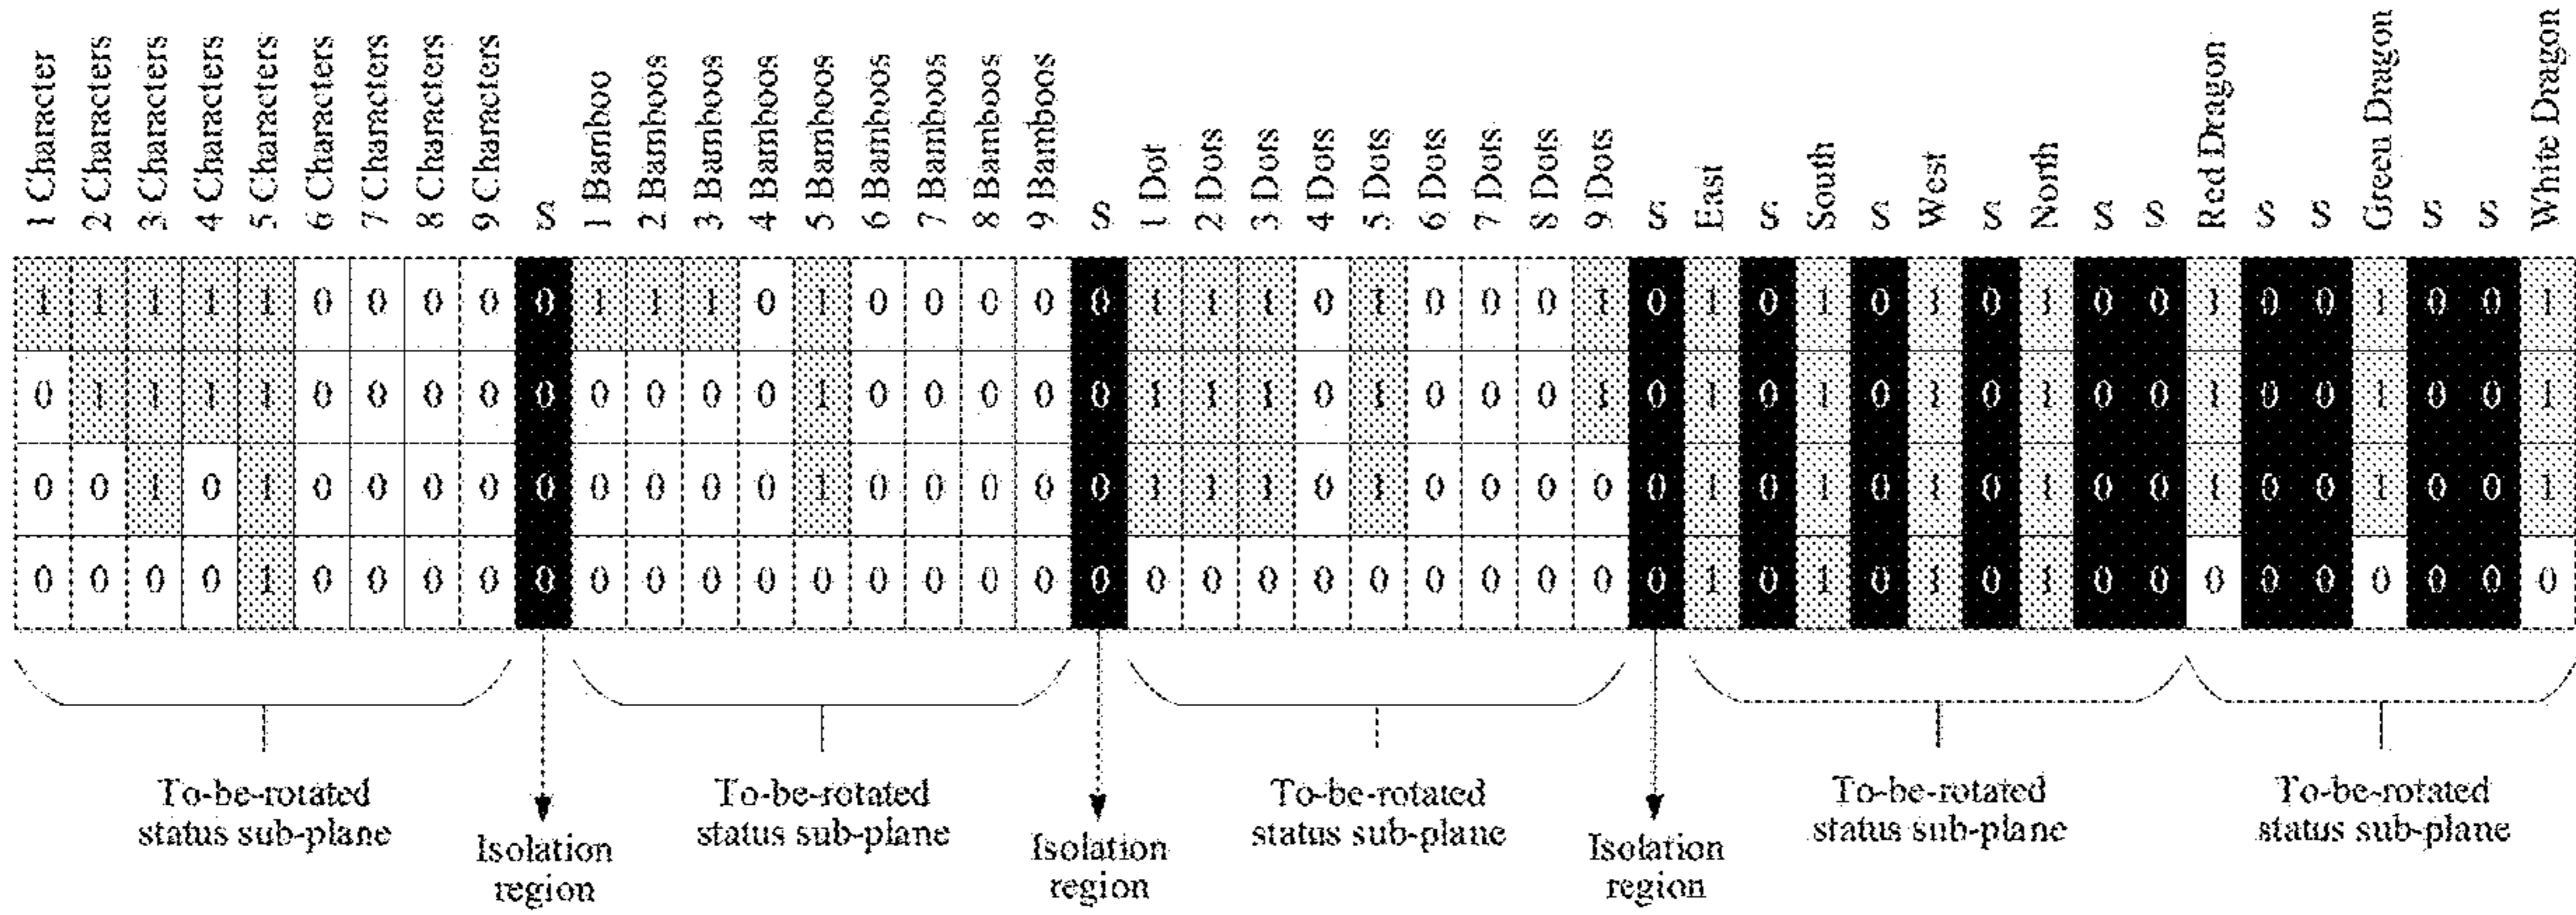 1 Character
2 Characters
3 Characters
4 Characters
5 Characters
6 Characters
7 Characters
8 Characters
9 Characters
S
1 Bamboo
2 Bamboos
3 Bamboos
4 Bamboos
5 Bamboos
6 Bamboos
7 Bamboos
8 Bamboos
9 Bamboos
S
1 Dot
2 Dots
3 Dots
4 Dots
5 Dots
6 Dots
7 Dots
8 Dots
9 Dots
S
East
S
South
S
West
S
North
S
S
Red Dragon
S
S
Green Dragon
S
S
White Dragon
1 1 1 1 1 0 0 0 0 0 1 1 1 0 1 0 0 0 0 0 1 1 1 0 1 0 0 0 1 0 1 0 1 0 1 0 1 0 0 1 0 0 1 0 0 1
0 1 1 1 1 0 0 0 0 0 0 0 0 0 1 0 0 0 0 0 1 1 1 0 1 0 0 0 1 0 1 0 1 0 1 0 1 0 0 1 0 0 1 0 0 1
0 0 1 0 1 0 0 0 0 0 0 0 0 0 1 0 0 0 0 0 1 1 1 0 1 0 0 0 0 0 1 0 1 0 1 0 1 0 0 1 0 0 1 0 0 1
0 0 0 0 1 0 0 0 0 0 0 0 0 0 0 0 0 0 0 0 0 0 0 0 0 0 0 0 0 0 1 0 1 0 1 0 1 0 0 0 0 0 0 0 0 0
To-be-rotated
status sub-plane
Isolation
region
To-be-rotated
status sub-plane
Isolation
region
To-be-rotated
status sub-plane
Isolation
region
To-be-rotated
status sub-plane
To-be-rotated
status sub-plane